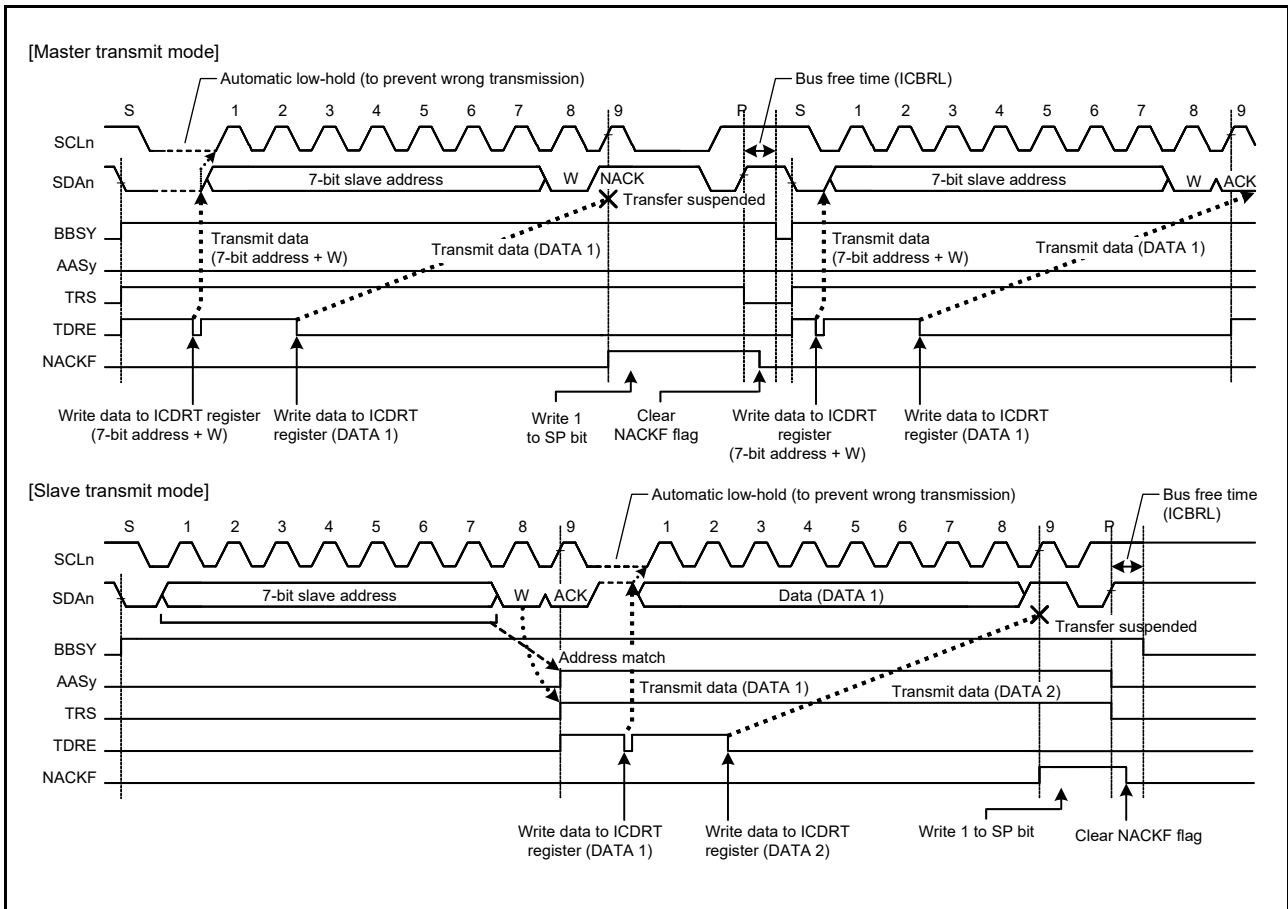 [Master transmit mode]
Automatic low-hold (to prevent wrong transmission)
Bus free time (ICBRL)
S 1 2 3 4 5 6 7 8 9 P S 1 2 3 4 5 6 7 8 9
SCLn
SDAn 7-bit slave address W NACK 7-bit slave address W ACK
Transfer suspended
BBSY
Transmit data
(7-bit address + W)
Transmit data (DATA 1)
Transmit data
(7-bit address + W)
Transmit data (DATA 1)
AASy
TRS
TDRE
NACKF
Write data to ICDRT register
(7-bit address + W)
Write data to ICDRT
register (DATA 1)
Write 1
to SP bit
Clear
NACKF flag
Write data to ICDRT
register
(7-bit address + W)
Write data to ICDRT
register (DATA 1)
[Slave transmit mode]
Automatic low-hold (to prevent wrong transmission)
Bus free time
(ICBRL)
S 1 2 3 4 5 6 7 8 9 1 2 3 4 5 6 7 8 9 P
SCLn
SDAn 7-bit slave address W ACK Data (DATA 1)
Transfer suspended
BBSY
Address match
AASy
Transmit data (DATA 1)
Transmit data (DATA 2)
TRS
TDRE
NACKF
Write data to ICDRT
register (DATA 1)
Write data to ICDRT
register (DATA 2)
Write 1 to SP bit
Clear NACKF flag